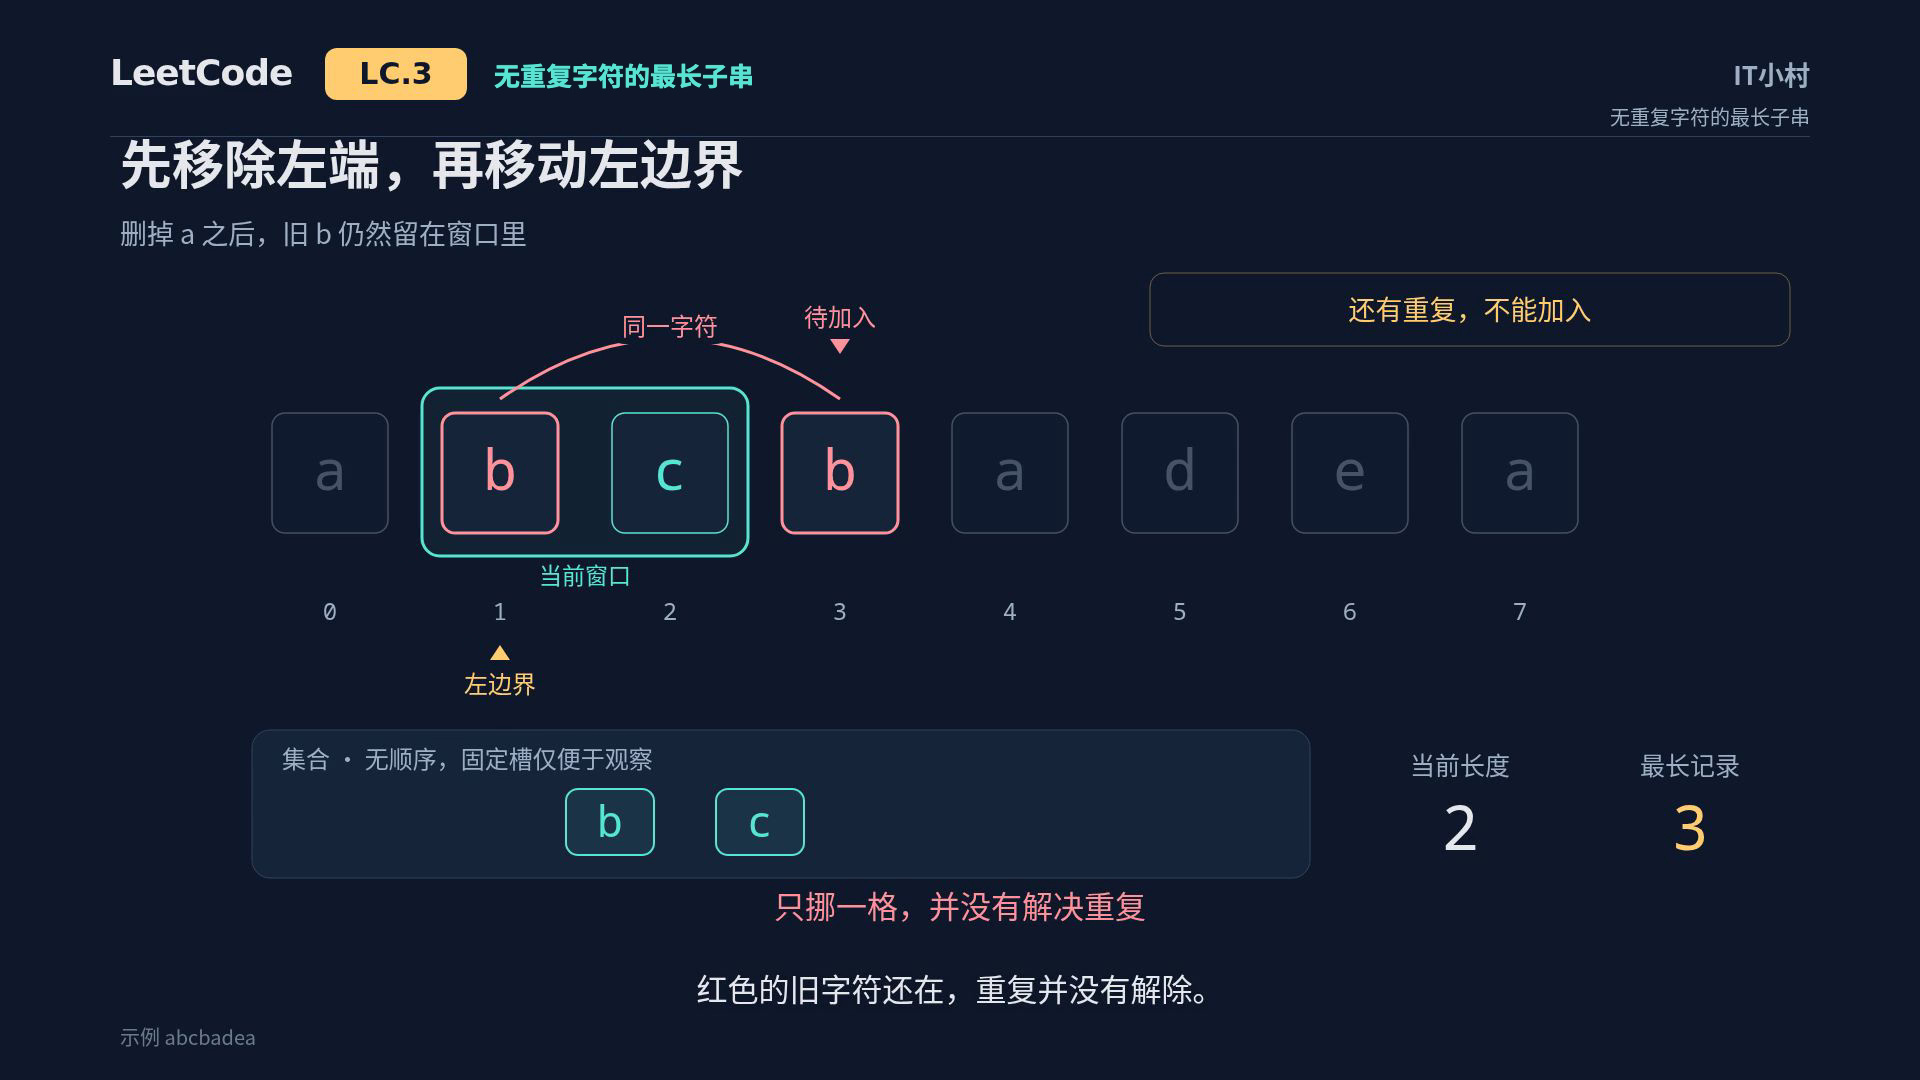 LeetCode LC.3 无重复字符的最长子串
IT小村
无重复字符的最长子串
先移除左端，再移动左边界
删掉 a 之后，旧 b 仍然留在窗口里
还有重复，不能加入
同一字符
待加入
a b c b a d e a
当前窗口
0 1 2 3 4 5 6 7
左边界
集合 · 无顺序，固定槽仅便于观察
b c
当前长度 最长记录
2 3
只挪一格，并没有解决重复
红色的旧字符还在，重复并没有解除。
示例 abcbadea